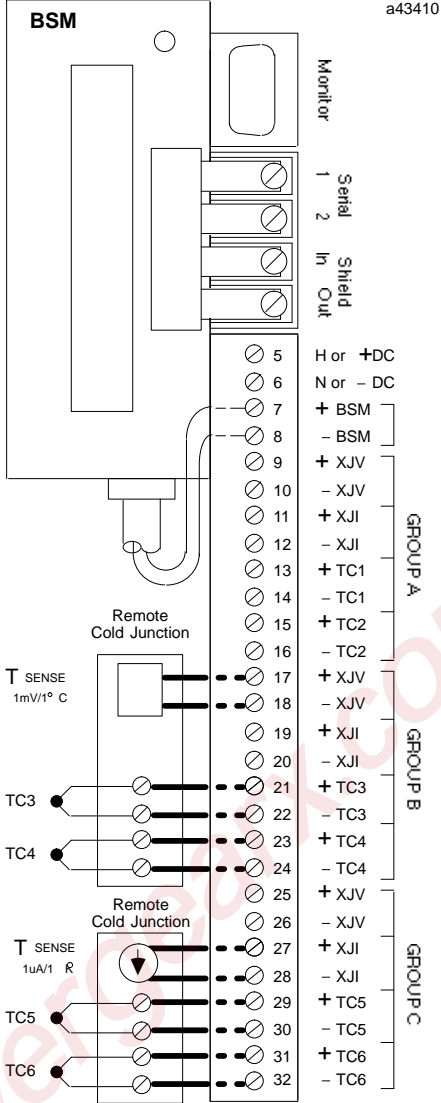 a43410
BSM
Monitor
Serial
1 2
Shield
In Out
5 H or +DC
6 N or – DC
7 + BSM
8 – BSM
9 + XJV
10 – XJV
11 + XJI
12 – XJI
13 + TC1
14 – TC1
15 + TC2
16 – TC2
GROUP A
Remote
Cold Junction
T SENSE
1mV/1° C
17 + XJV
18 – XJV
19 + XJI
20 – XJI
TC3
21 + TC3
22 – TC3
TC4
23 + TC4
24 – TC4
GROUP B
Remote
Cold Junction
25 + XJV
26 – XJV
T SENSE
1uA/1
27 + XJI
28 – XJI
TC5
29 + TC5
30 – TC5
TC6
31 + TC6
32 – TC6
GROUP C